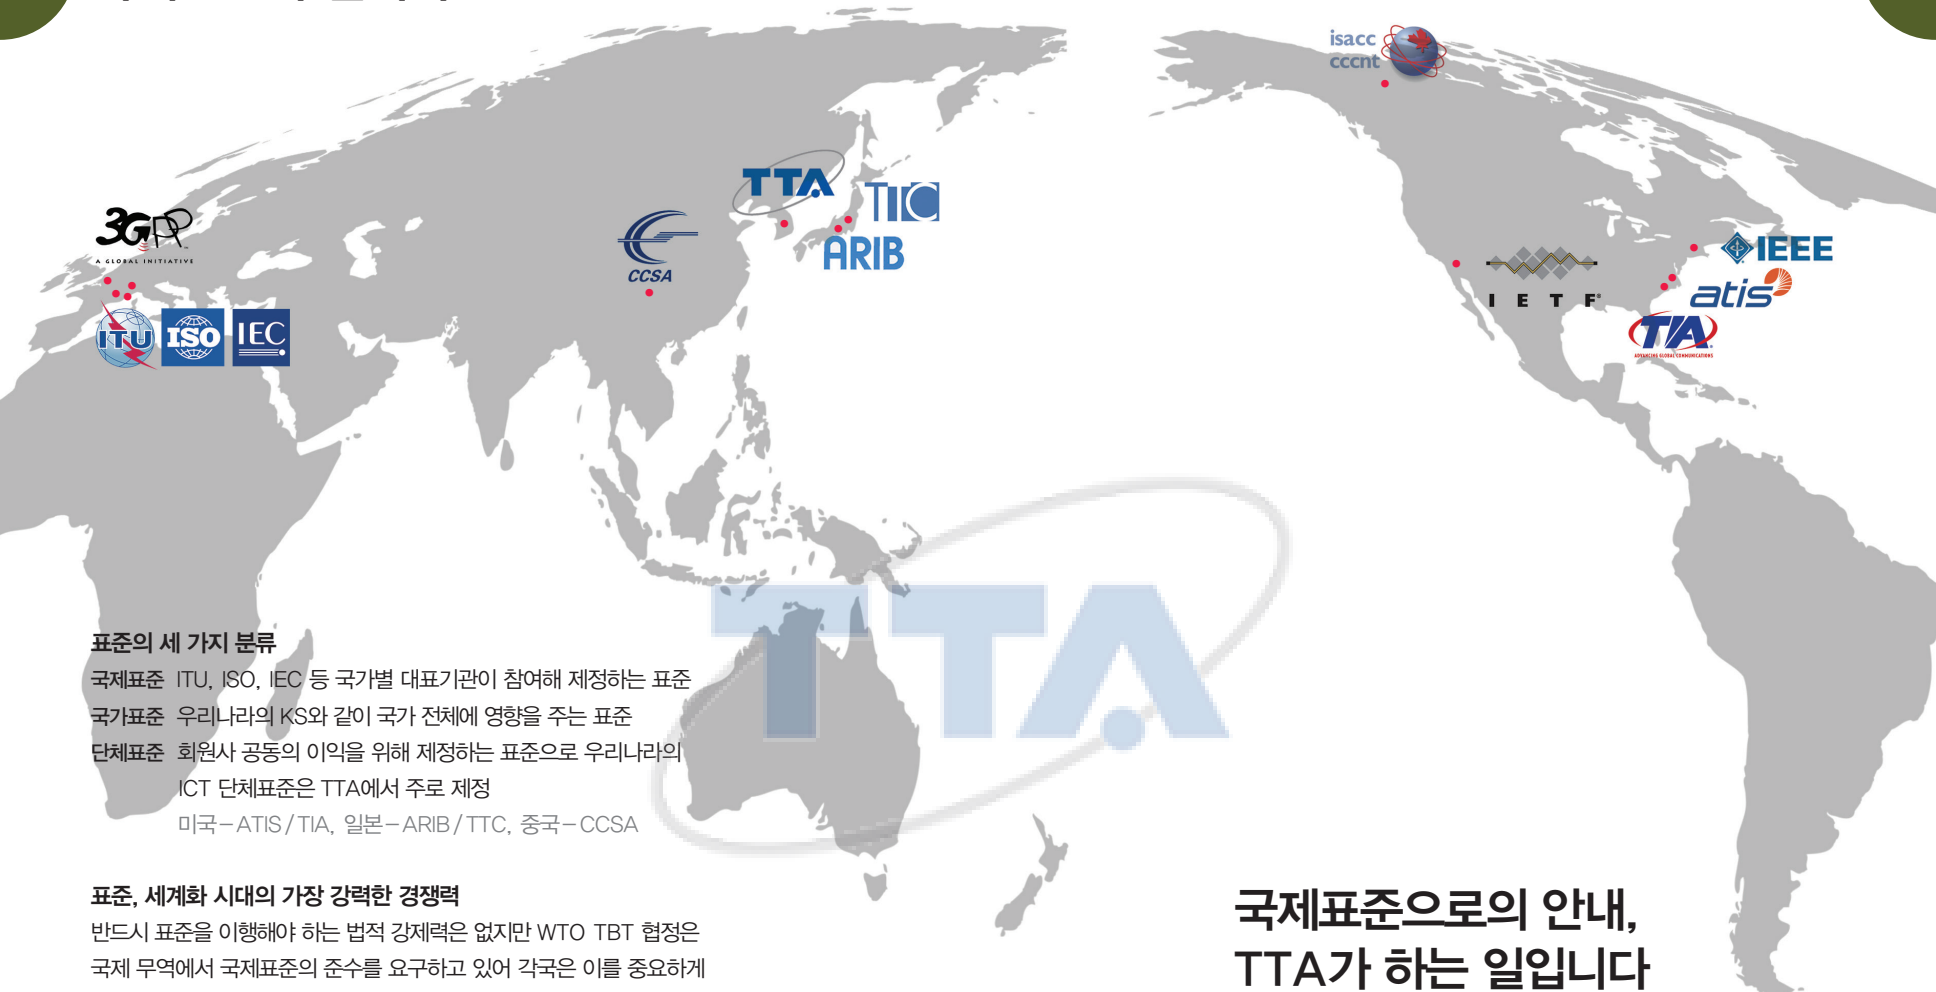 isacc
cccnt
TTA
TTC
ARIB
CCSA
3GPP
A GLOBAL INITIATIVE
ITU
ISO
IEC
IETF
IEEE
atis
TIA
ADVANCING GLOBAL COMMUNICATIONS
TTA
표준의 세 가지 분류
국제표준 ITU, ISO, IEC 등 국가별 대표기관이 참여해 제정하는 표준
국가표준 우리나라의 KS와 같이 국가 전체에 영향을 주는 표준
단체표준 회원사 공동의 이익을 위해 제정하는 표준으로 우리나라의
ICT 단체표준은 TTA에서 주로 제정
미국–ATIS/TIA, 일본–ARIB/TTC, 중국–CCSA
표준, 세계화 시대의 가장 강력한 경쟁력
반드시 표준을 이행해야 하는 법적 강제력은 없지만 WTO TBT 협정은
국제 무역에서 국제표준의 준수를 요구하고 있어 각국은 이를 중요하게
국제표준으로의 안내,
TTA가 하는 일입니다